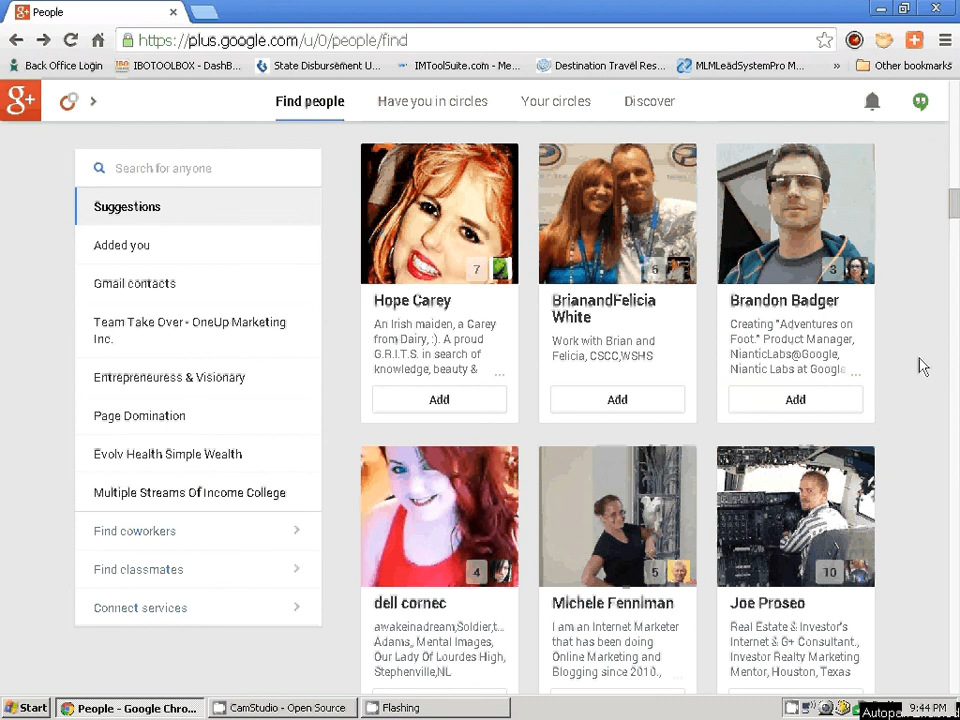 People
https://plus.google.com/u/0/people/find
Back Office Login
IBOTOOLBOX - DashB...
State Disbursement U...
IMToolSuite.com - Me...
Destination Travel Res...
MLMLeadSystemPro M...
»
Other bookmarks
g+
Find people
Have you in circles
Your circles
Discover
Search for anyone
Suggestions
Added you
Gmail contacts
Team Take Over - OneUp Marketing
Inc.
Entrepreneuress & Visionary
Page Domination
Evolv Health Simple Wealth
Multiple Streams Of Income College
Find coworkers
Find classmates
Connect services
7
Hope Carey
An Irish maiden, a Carey
from Dairy, :). A proud
G.R.I.T.S. in search of
knowledge, beauty &
...
Add
6
BrianandFelicia
White
Work with Brian and
Felicia, CSCC,WSHS
Add
3
Brandon Badger
Creating "Adventures on
Foot." Product Manager,
NianticLabs@Google,
Niantic Labs at Google
...
Add
4
dell cornec
awakeinadream,Soldier,t...
Adams,, Mental Images,
Our Lady Of Lourdes High,
Stephenville,NL
5
Michele Fenniman
I am an Internet Marketer
that has been doing
Online Marketing and
Blogging since 2010.,
...
10
Joe Proseo
Real Estate & Investor's
Internet & G+ Consultant.,
Investor Realty Marketing
Mentor, Houston, Texas
Start
People - Google Chro...
CamStudio - Open Source
Flashing
9:44 PM